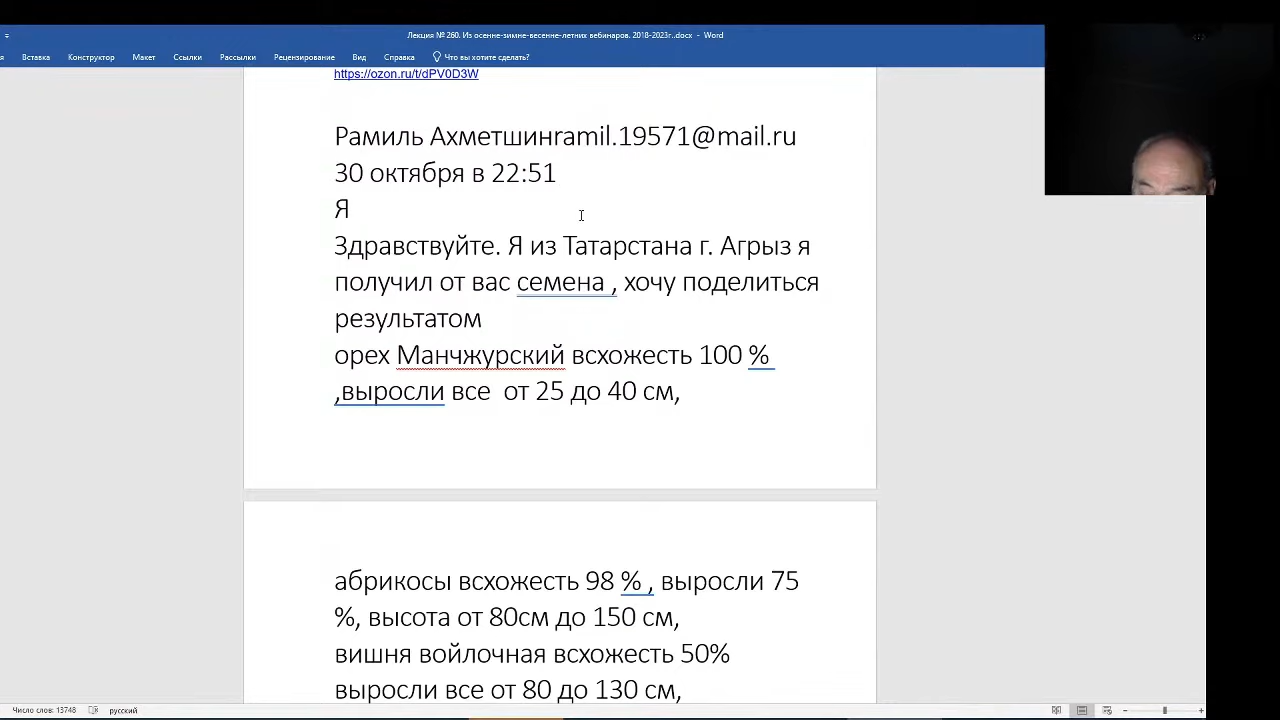 Лекция № 260. Из осенне-зимне-весенне-летних вебинаров. 2018-2023г..docx - Word
я Вставка Конструктор Макет Ссылки Рассылки Рецензирование Вид Справка Что вы хотите сделать?
https://ozon.ru/t/dPV0D3W
Рамиль Ахметшинramil.19571@mail.ru
30 октября в 22:51
Я
Здравствуйте. Я из Татарстана г. Агрыз я
получил от вас семена , хочу поделиться
результатом
орех Манчжурский всхожесть 100 %
,выросли все от 25 до 40 см,
абрикосы всхожесть 98 % , выросли 75
%, высота от 80см до 150 см,
вишня войлочная всхожесть 50%
выросли все от 80 до 130 см,
Число слов: 13748 русский